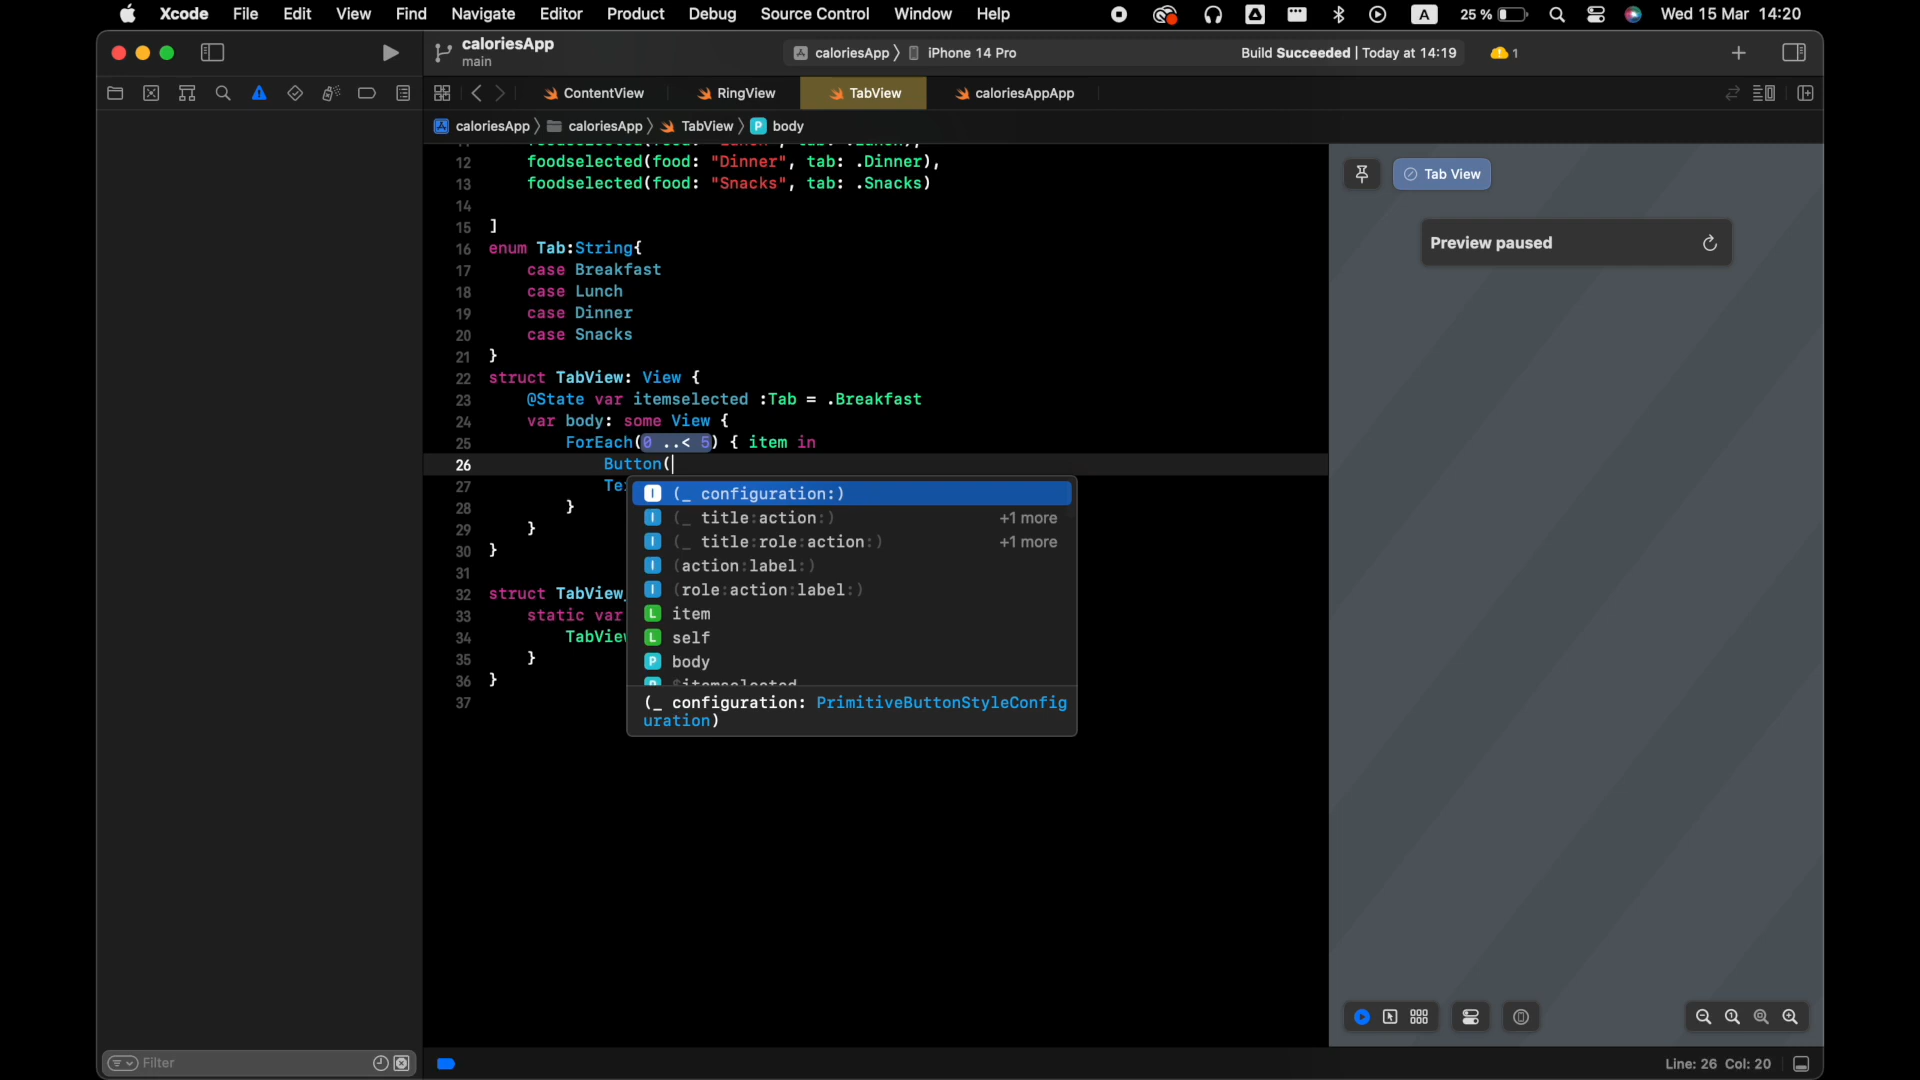 Xcode File Edit View Find Navigate Editor Product Debug Source Control Window Help A 25 % Wed 15 Mar 14:20
caloriesApp
main
caloriesApp iPhone 14 Pro
Build Succeeded | Today at 14:19 1
ContentView RingView TabView caloriesAppApp
caloriesApp caloriesApp TabView P body
12 foodselected(food: "Dinner", tab: .Dinner),
13 foodselected(food: "Snacks", tab: .Snacks)
14
15 ]
16 enum Tab:String{
17 case Breakfast
18 case Lunch
19 case Dinner
20 case Snacks
21 }
22 struct TabView: View {
23 @State var itemselected :Tab = .Breakfast
24 var body: some View {
25 ForEach(0 ..< 5) { item in
26 Button(
27
28 }
29 }
30 }
31
32 struct TabView_
33 static var
34 TabView
35 }
36 }
37
I (_ configuration:)
I (_ title:action:) +1 more
I (_ title:role:action:) +1 more
I (action:label:)
I (role:action:label:)
L item
L self
P body
P $itemselected
(_ configuration: PrimitiveButtonStyleConfig
uration)
Tab View
Preview paused
Filter
Line: 26 Col: 20